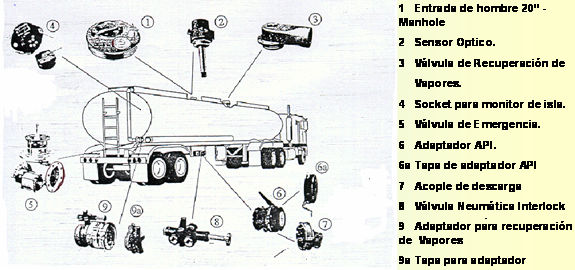 4
1
2
3
5
9
9a
8
6
6a
7
1 Entrada de hombre 20" -
Manhole
2 Sensor Optico.
3 Válvula de Recuperación de
Vapores.
4 Socket para monitor de isla.
5 Válvula de Emergencia.
6 Adaptador API.
6a Tapa de adaptador API
7 Acople de descarga
8 Válvula Neumática Interlock
9 Adaptador para recuperación
de Vapores
9a Tapa para adaptador